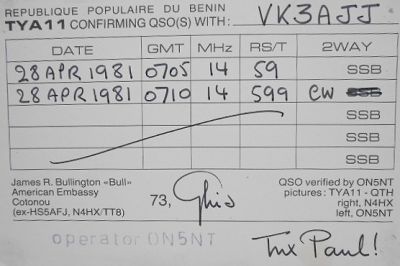 REPUBLIQUE POPULAIRE DU BENIN
TYA11 CONFIRMING QSO(S) WITH: VK3AJJ
DATE GMT MHz RS/T 2WAY
28 APR 1981 0705 14 59 SSB
28 APR 1981 0710 14 599 CW SSB
SSB
SSB
James R. Bullington «Bull»
American Embassy
Cotonou
(ex-HS5AFJ, N4HX/TT8)
73, Ghis
QSO verified by ON5NT
pictures : TYA11 - QTH
right, N4HX
left, ON5NT
operator ON5NT
Tnx Paul!